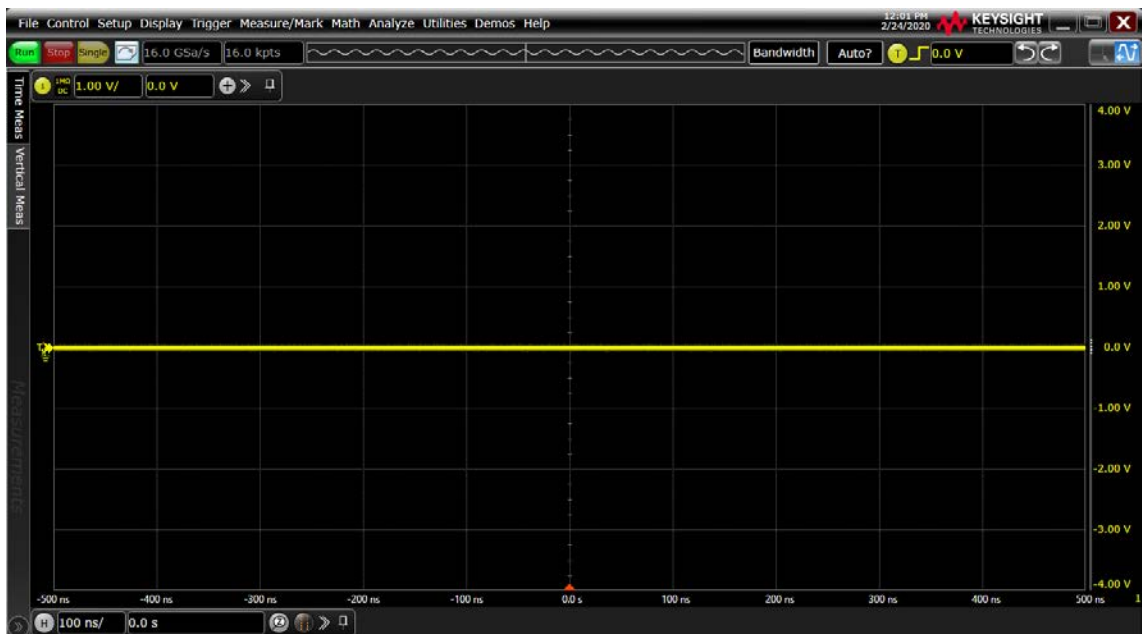 File Control Setup Display Trigger Measure/Mark Math Analyze Utilities Demos Help
12:01 PM
2/24/2020
KEYSIGHT
TECHNOLOGIES
Run Stop Single 16.0 GSa/s 16.0 kpts Bandwidth Auto? T 0.0 V
1 1MΩ DC 1.00 V/ 0.0 V
Time Meas
Vertical Meas
Measurements
4.00 V
3.00 V
2.00 V
1.00 V
T
0.0 V
-1.00 V
-2.00 V
-3.00 V
-4.00 V
-500 ns -400 ns -300 ns -200 ns -100 ns 0.0 s 100 ns 200 ns 300 ns 400 ns 500 ns 1
H 100 ns/ 0.0 s